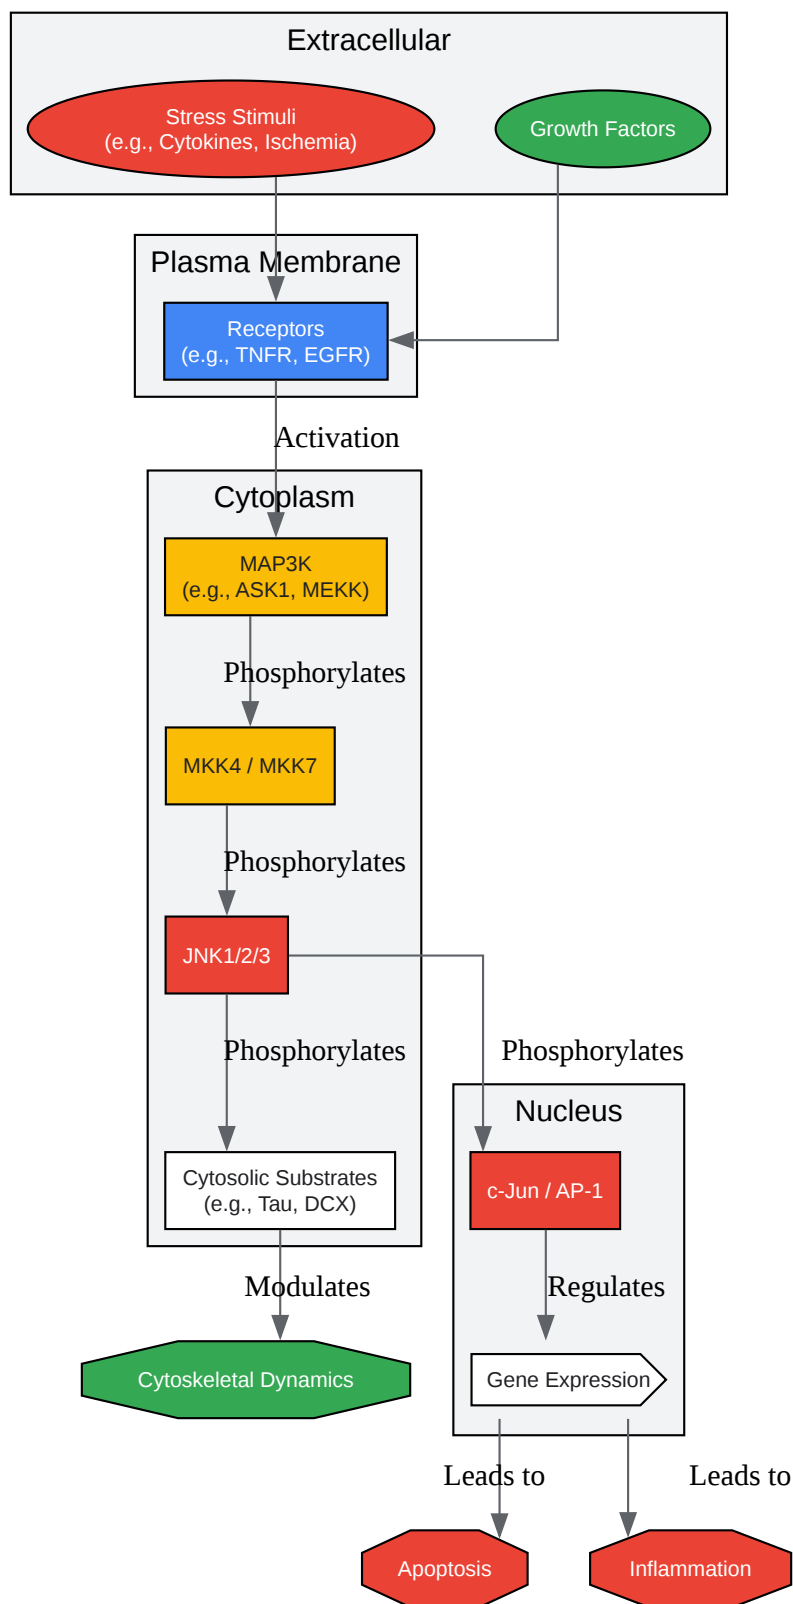 Extracellular
Stress Stimuli
(e.g., Cytokines, Ischemia)
Growth Factors
Plasma Membrane
Receptors
(e.g., TNFR, EGFR)
Activation
Cytoplasm
MAP3K
(e.g., ASK1, MEKK)
Phosphorylates
MKK4 / MKK7
Phosphorylates
JNK1/2/3
Phosphorylates
Phosphorylates
Nucleus
Cytosolic Substrates
(e.g., Tau, DCX)
c-Jun / AP-1
Modulates
Regulates
Cytoskeletal Dynamics
Gene Expression
Leads to
Leads to
Apoptosis
Inflammation